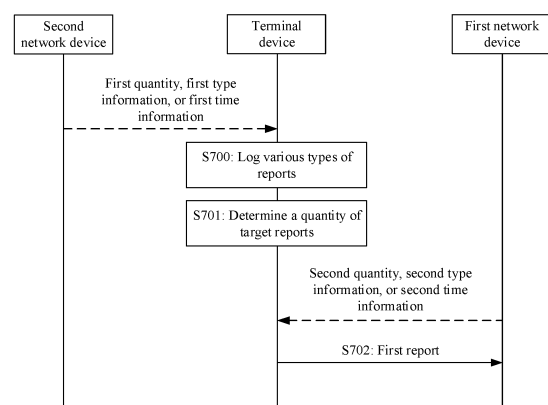 Second
network device
Terminal
device
First network
device
First quantity, first type
information, or first time
information
S700: Log various types of
reports
S701: Determine a quantity of
target reports
Second quantity, second type
information, or second time
information
S702: First report